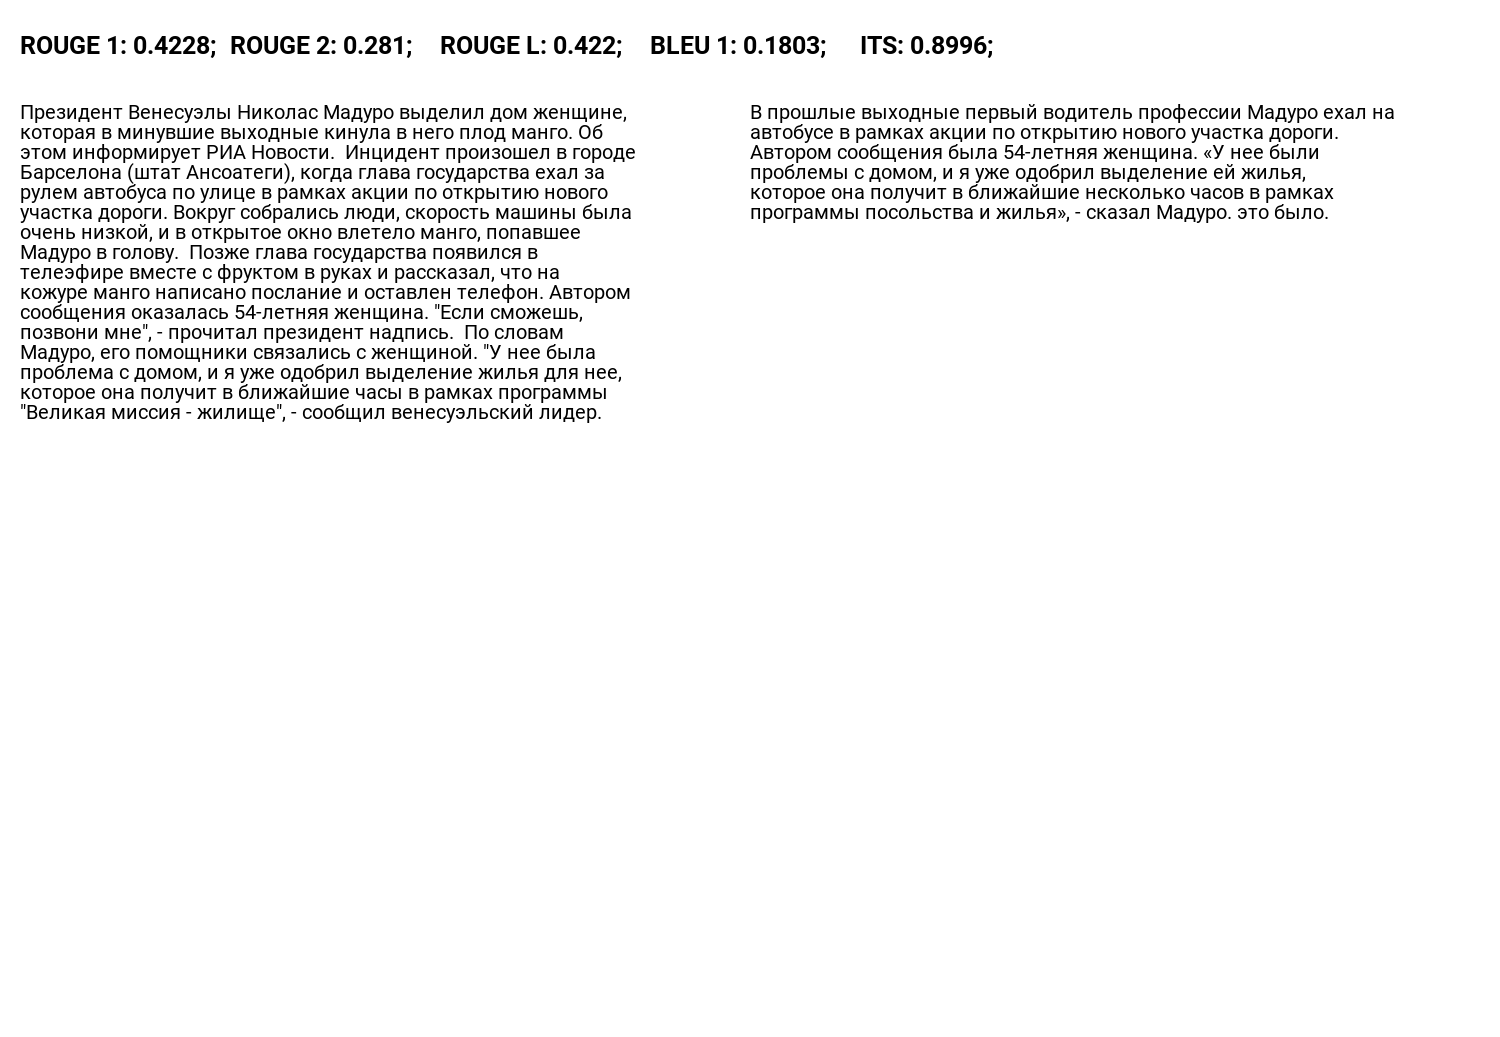 ROUGE 1: 0.4228; ROUGE 2: 0.281; ROUGE L: 0.422; BLEU 1: 0.1803; ITS: 0.8996;
Президент Венесуэлы Николас Мадуро выделил дом женщине,
которая в минувшие выходные кинула в него плод манго. Об
этом информирует РИА Новости.  Инцидент произошел в городе
Барселона (штат Ансоатеги), когда глава государства ехал за
рулем автобуса по улице в рамках акции по открытию нового
участка дороги. Вокруг собрались люди, скорость машины была
очень низкой, и в открытое окно влетело манго, попавшее
Мадуро в голову.  Позже глава государства появился в
телеэфире вместе с фруктом в руках и рассказал, что на
кожуре манго написано послание и оставлен телефон. Автором
сообщения оказалась 54-летняя женщина. "Если сможешь,
позвони мне", - прочитал президент надпись.  По словам
Мадуро, его помощники связались с женщиной. "У нее была
проблема с домом, и я уже одобрил выделение жилья для нее,
которое она получит в ближайшие часы в рамках программы
"Великая миссия - жилище", - сообщил венесуэльский лидер.
В прошлые выходные первый водитель профессии Мадуро ехал на
автобусе в рамках акции по открытию нового участка дороги.
Автором сообщения была 54-летняя женщина. «У нее были
проблемы с домом, и я уже одобрил выделение ей жилья,
которое она получит в ближайшие несколько часов в рамках
программы посольства и жилья», - сказал Мадуро. это было.